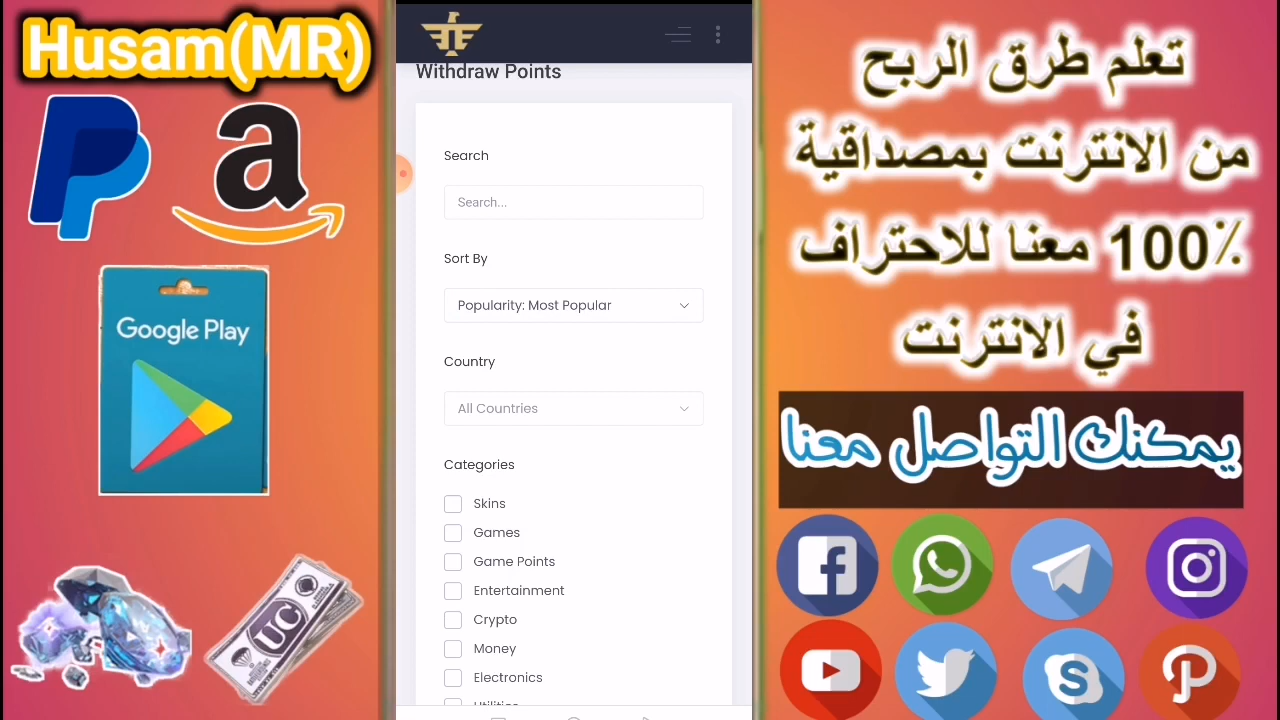 Husam(MR)
a
Google Play
UC
Withdraw Points
Search
Search...
Sort By
Popularity: Most Popular
Country
All Countries
Categories
Skins
Games
Game Points
Entertainment
Crypto
Money
Electronics
Utilities
تعلم طرق الربح
من الانترنت بمصداقية
100٪ معنا للاحتراف
في الانترنت
يمكنك التواصل معنا